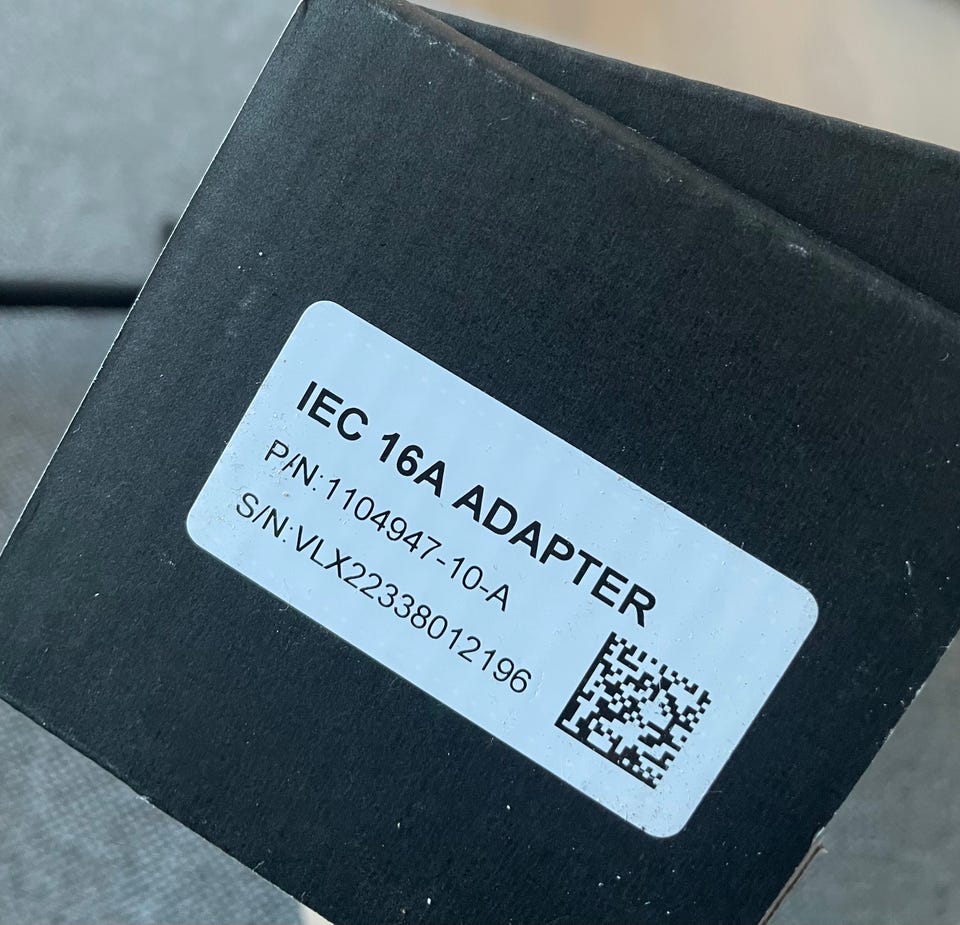 IEC 16A ADAPTER
P/N:1104947-10-A
S/N:VLX22338012196